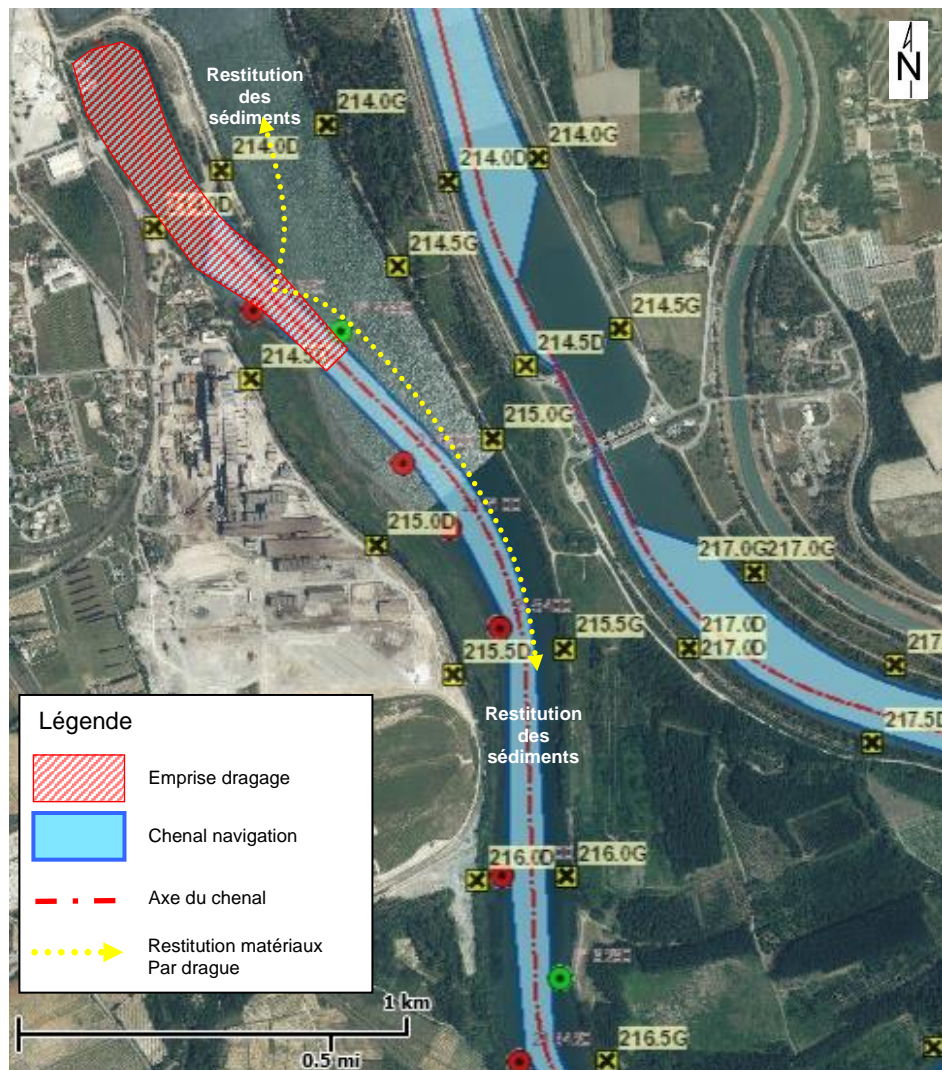 N
Restitution
des
sédiments
214.0G
214.0D
214.0G
214.0D
214.5G
214.5G
214.5D
215.0G
215.0D
217.0G
217.0G
217.0D
217.0D
215.5G
215.5D
217.5D
Restitution
des
sédiments
216.0D
216.0G
216.5G
Légende
Emprise dragage
Chenal navigation
Axe du chenal
Restitution matériaux
Par drague
1 km
0.5 mi